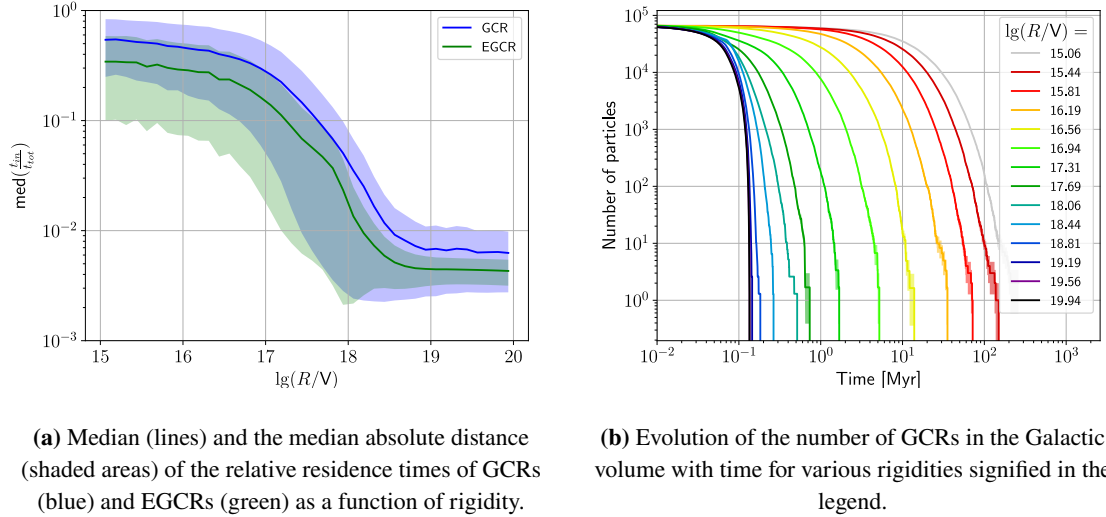 10^0
10^-1
10^-2
10^-3
med(t_in/t_tot)
15 16 17 18 19 20
lg(R/V)
GCR
EGCR
10^5
10^4
10^3
10^2
10^1
10^0
Number of particles
10^-2 10^-1 10^0 10^1 10^2 10^3
Time [Myr]
lg(R/V) =
15.06
15.44
15.81
16.19
16.56
16.94
17.31
17.69
18.06
18.44
18.81
19.19
19.56
19.94
(a) Median (lines) and the median absolute distance
(shaded areas) of the relative residence times of GCRs
(blue) and EGCRs (green) as a function of rigidity.
(b) Evolution of the number of GCRs in the Galactic
volume with time for various rigidities signified in the
legend.